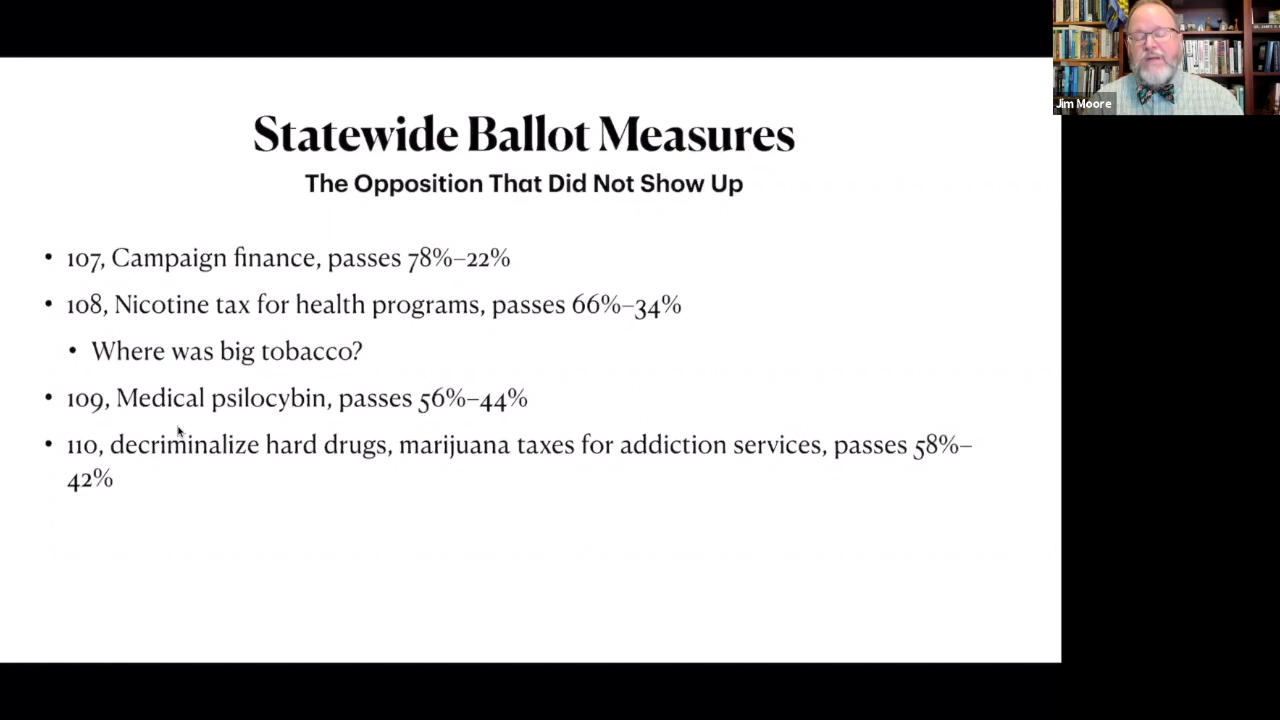 Jim Moore
Statewide Ballot Measures
The Opposition That Did Not Show Up
• 107, Campaign finance, passes 78%–22%
• 108, Nicotine tax for health programs, passes 66%–34%
• Where was big tobacco?
• 109, Medical psilocybin, passes 56%–44%
• 110, decriminalize hard drugs, marijuana taxes for addiction services, passes 58%–
42%